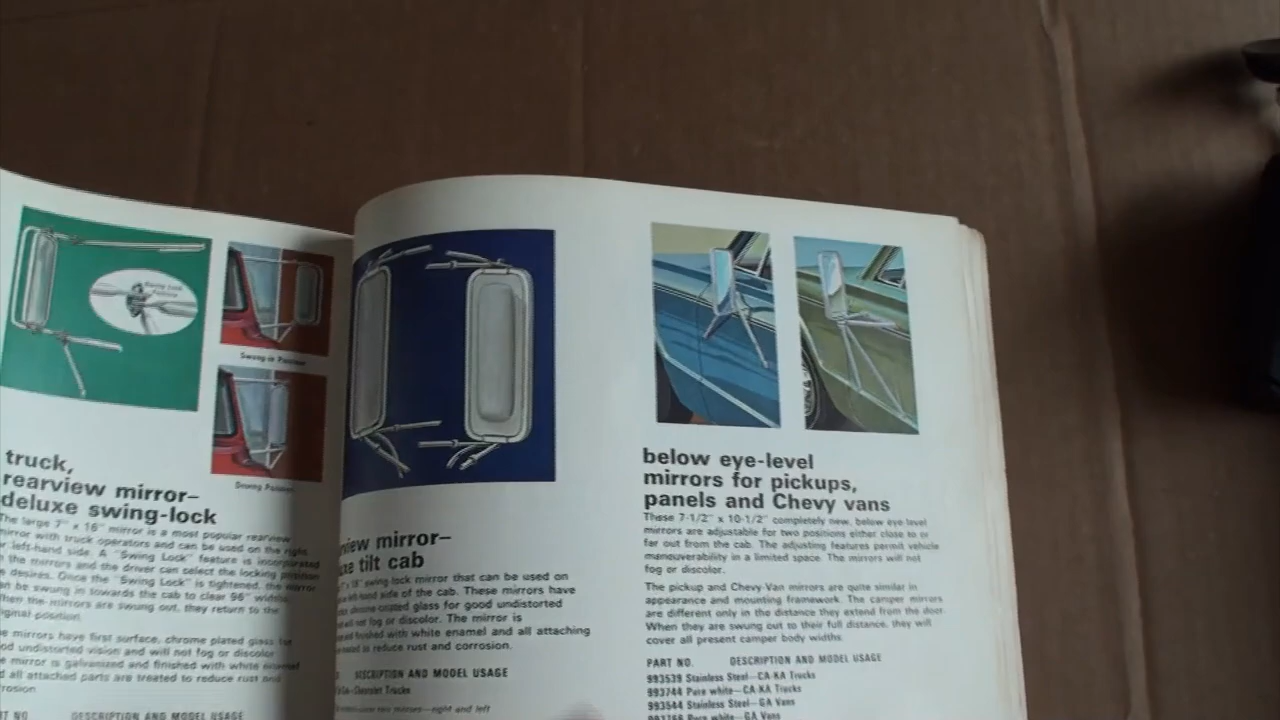 Swing Lock
Swing-in Position
Driving Position
truck,
rearview mirror–
deluxe swing-lock
The large 7" x 16" mirror is a most popular rearview
mirror with truck operators and can be used on the right
left-hand side. A "Swing Lock" feature is incorporated
the mirrors and the driver can select the locking position
desires. Once the "Swing Lock" is tightened, the mirror
be swung in towards the cab to clear 96"
When the mirrors are swung out, they return to the
original position.
mirrors have first surface, chrome plated glass for
undistorted vision and will not fog or discolor.
mirror is galvanized and finished with white enamel
all attached parts are treated to reduce rust and
DESCRIPTION AND MODEL USAGE
mirror–
tilt cab
swing lock mirror that can be used on
side of the cab. These mirrors have
coated glass for good undistorted
will not fog or discolor. The mirror is
finished with white enamel and all attaching
to reduce rust and corrosion.
DESCRIPTION AND MODEL USAGE
Chevrolet Trucks
mirrors—right and left
below eye-level
mirrors for pickups,
panels and Chevy vans
These 7-1/2" x 10-1/2" completely new, below eye-level
mirrors are adjustable for two positions either close to or
far out from the cab. The adjusting features permit vehicle
maneuverability in a limited space. The mirrors will not
fog or discolor.
The pickup and Chevy-Van mirrors are quite similar in
appearance and mounting framework. The camper mirrors
are different only in the distance they extend from the door.
When they are swung out to their full distance, they will
cover all present camper body widths.
PART NO. DESCRIPTION AND MODEL USAGE
993539 Stainless Steel—CA-KA Trucks
993744 Pure white—CA-KA Trucks
993544 Stainless Steel—GA Vans
Pure white—GA Vans